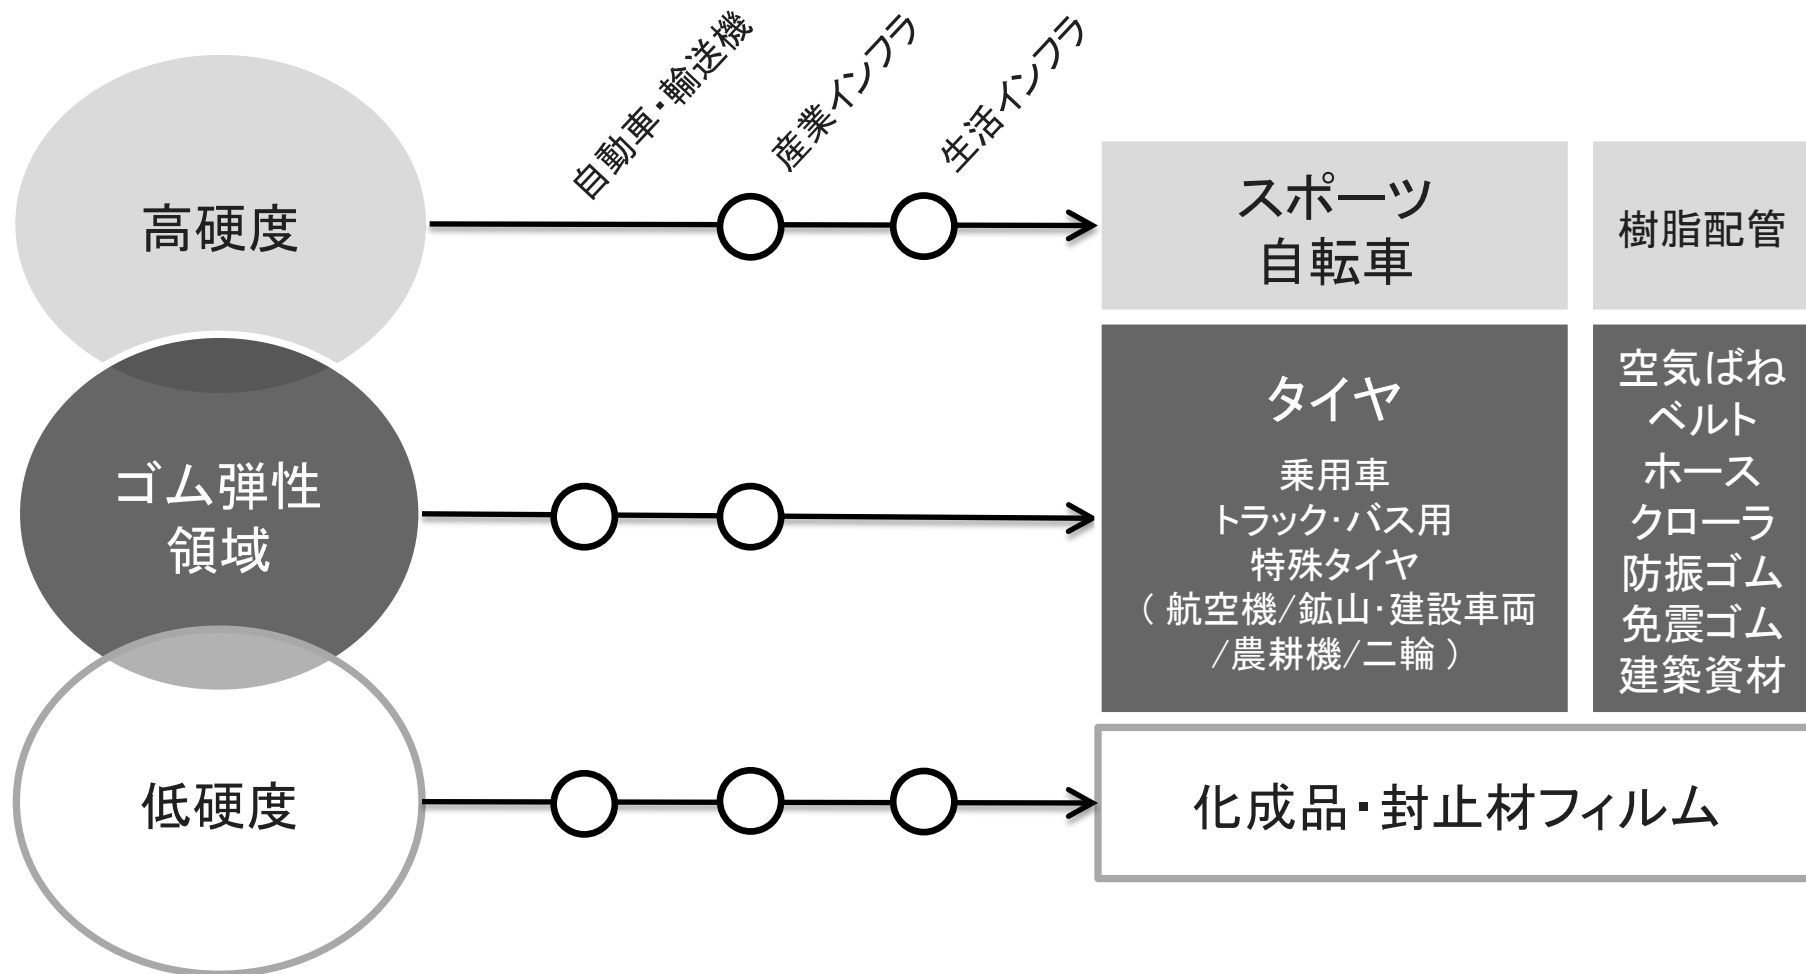 自動車・輸送機
産業インフラ
生活インフラ
高硬度
スポーツ
自転車
樹脂配管
ゴム弾性
領域
タイヤ
乗用車
トラック・バス用
特殊タイヤ
（ 航空機/鉱山・建設車両
/農耕機/二輪 ）
空気ばね
ベルト
ホース
クローラ
防振ゴム
免震ゴム
建築資材
低硬度
化成品・封止材フィルム